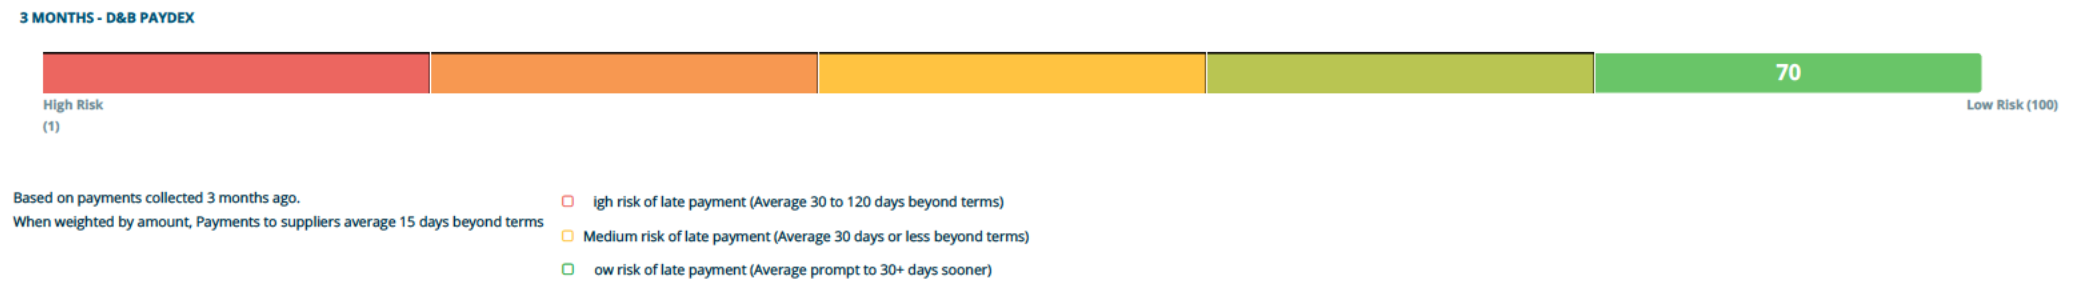 3 MONTHS - D&B PAYDEX
70
High Risk
(1)
Low Risk (100)
Based on payments collected 3 months ago.
When weighted by amount, Payments to suppliers average 15 days beyond terms
igh risk of late payment (Average 30 to 120 days beyond terms)
Medium risk of late payment (Average 30 days or less beyond terms)
ow risk of late payment (Average prompt to 30+ days sooner)